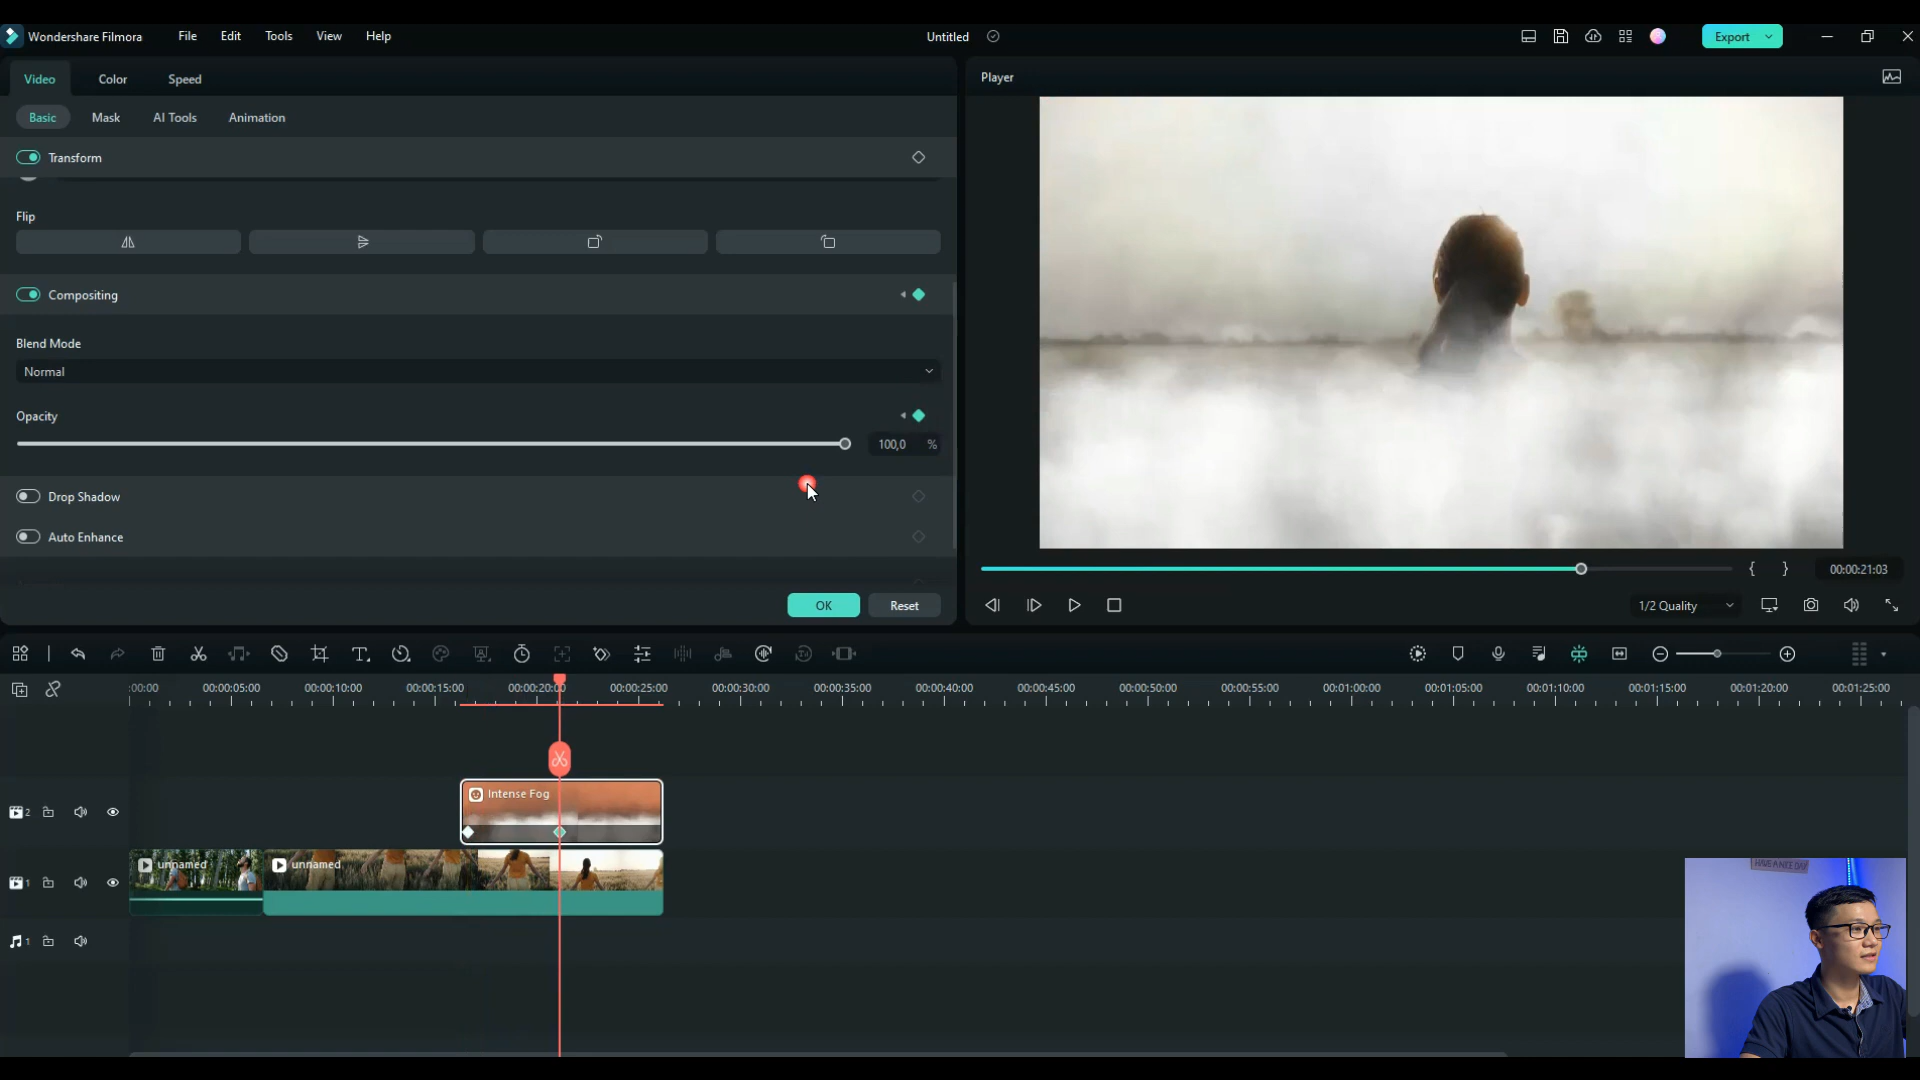 Wondershare Filmora File Edit Tools View Help Untitled Export
Video Color Speed
Player
Basic Mask AI Tools Animation
Transform
Flip
Compositing
Blend Mode
Normal
Opacity
100,0 %
Drop Shadow
Auto Enhance
OK Reset
{ } 00:00:21:03
1/2 Quality
:00:00 00:00:05:00 00:00:10:00 00:00:15:00 00:00:20:00 00:00:25:00 00:00:30:00 00:00:35:00 00:00:40:00 00:00:45:00 00:00:50:00 00:00:55:00 00:01:00:00 00:01:05:00 00:01:10:00 00:01:15:00 00:01:20:00 00:01:25:00
Intense Fog
2
unnamed unnamed
1
1
HAVE A NICE DAY